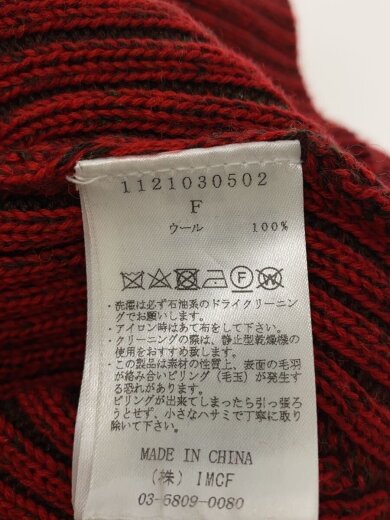 1121030502
F
ウール 100%
・洗濯は必ず石油系のドライクリーニン
グでお願いします。
・アイロン時はあて布をして下さい。
・クリーニングの際は、静止型乾燥機の
使用をおすすめ致します。
・この製品は素材の性質上、表面の毛羽
が絡み合いピリング(毛玉)が発生す
る恐れがあります。
ピリングが出来てしまったら引っ張ろ
うとせず、小さなハサミで丁寧に取り
除いて下さい。
MADE IN CHINA
(株) IMCF
03-6809-0080